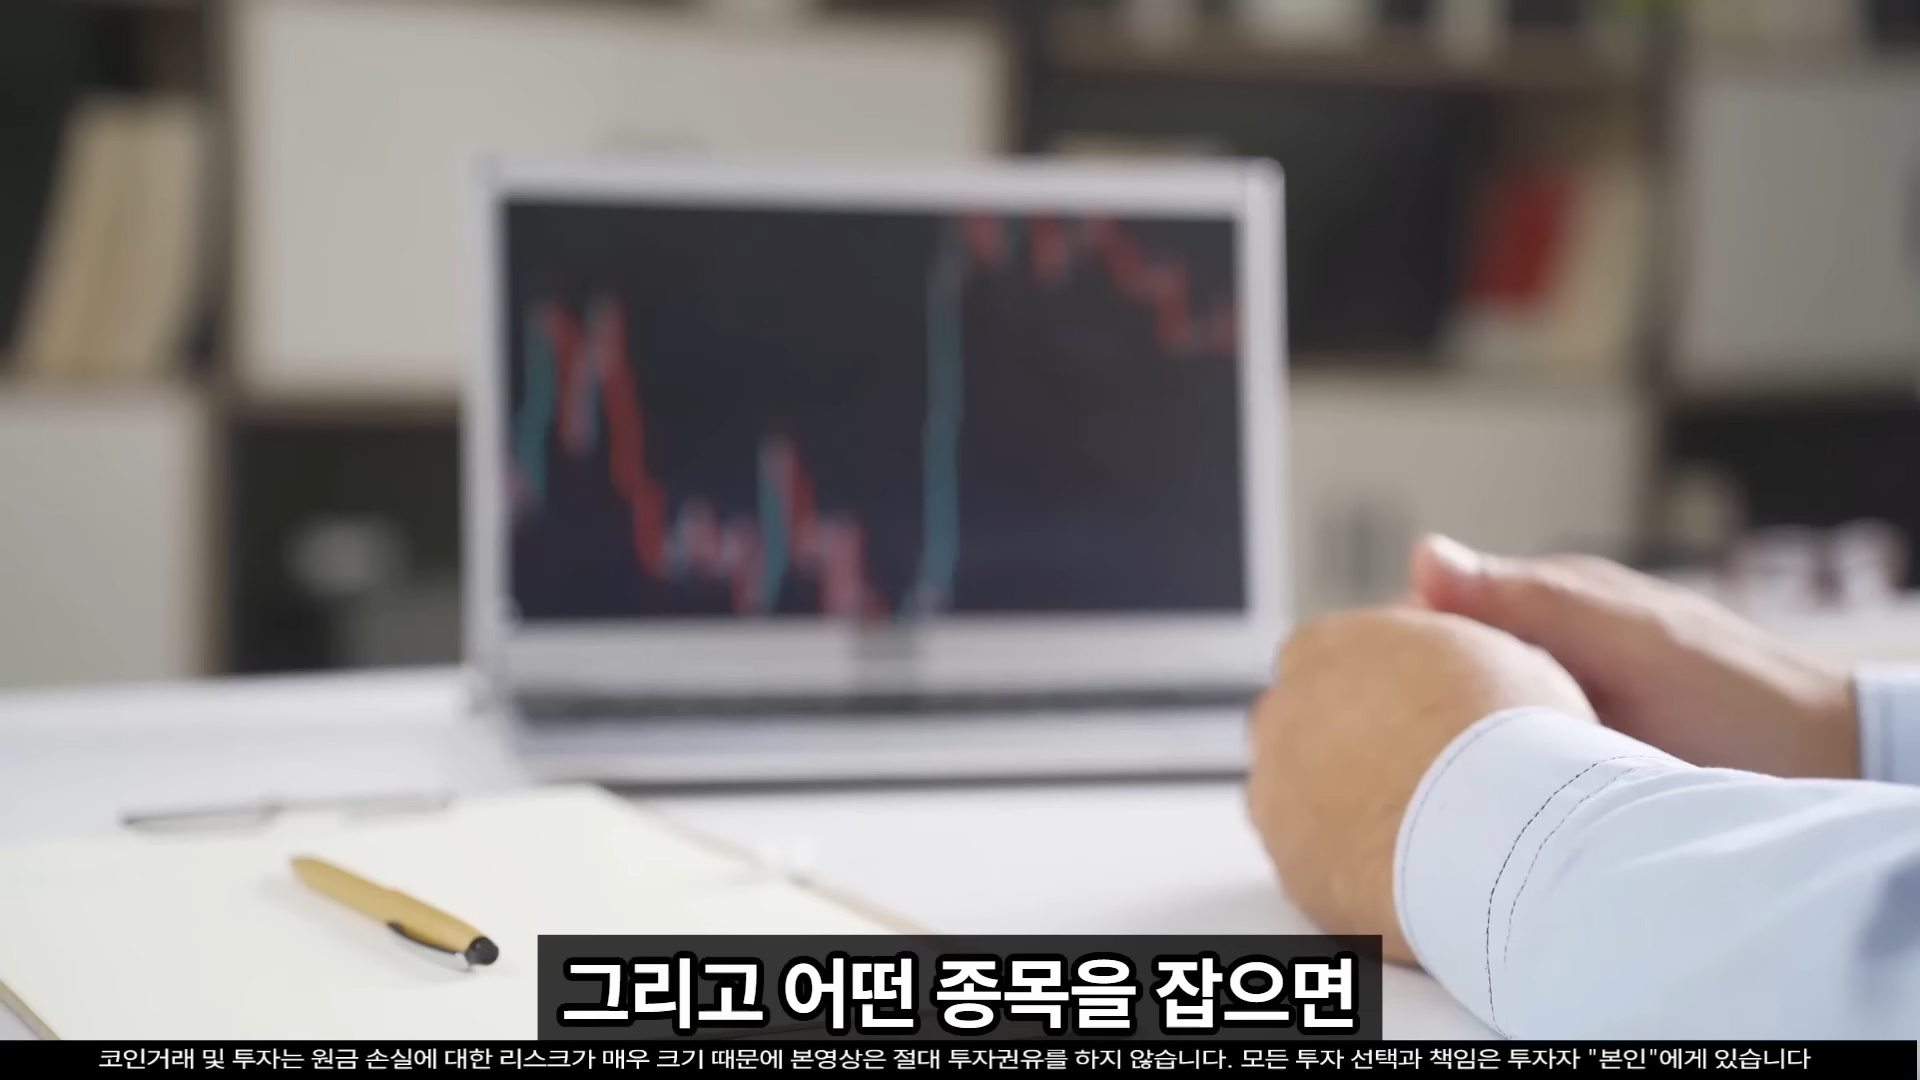 그리고 어떤 종목을 잡으면
코인거래 및 투자는 원금 손실에 대한 리스크가 매우 크기 때문에 본영상은 절대 투자권유를 하지 않습니다. 모든 투자 선택과 책임은 투자자 "본인"에게 있습니다